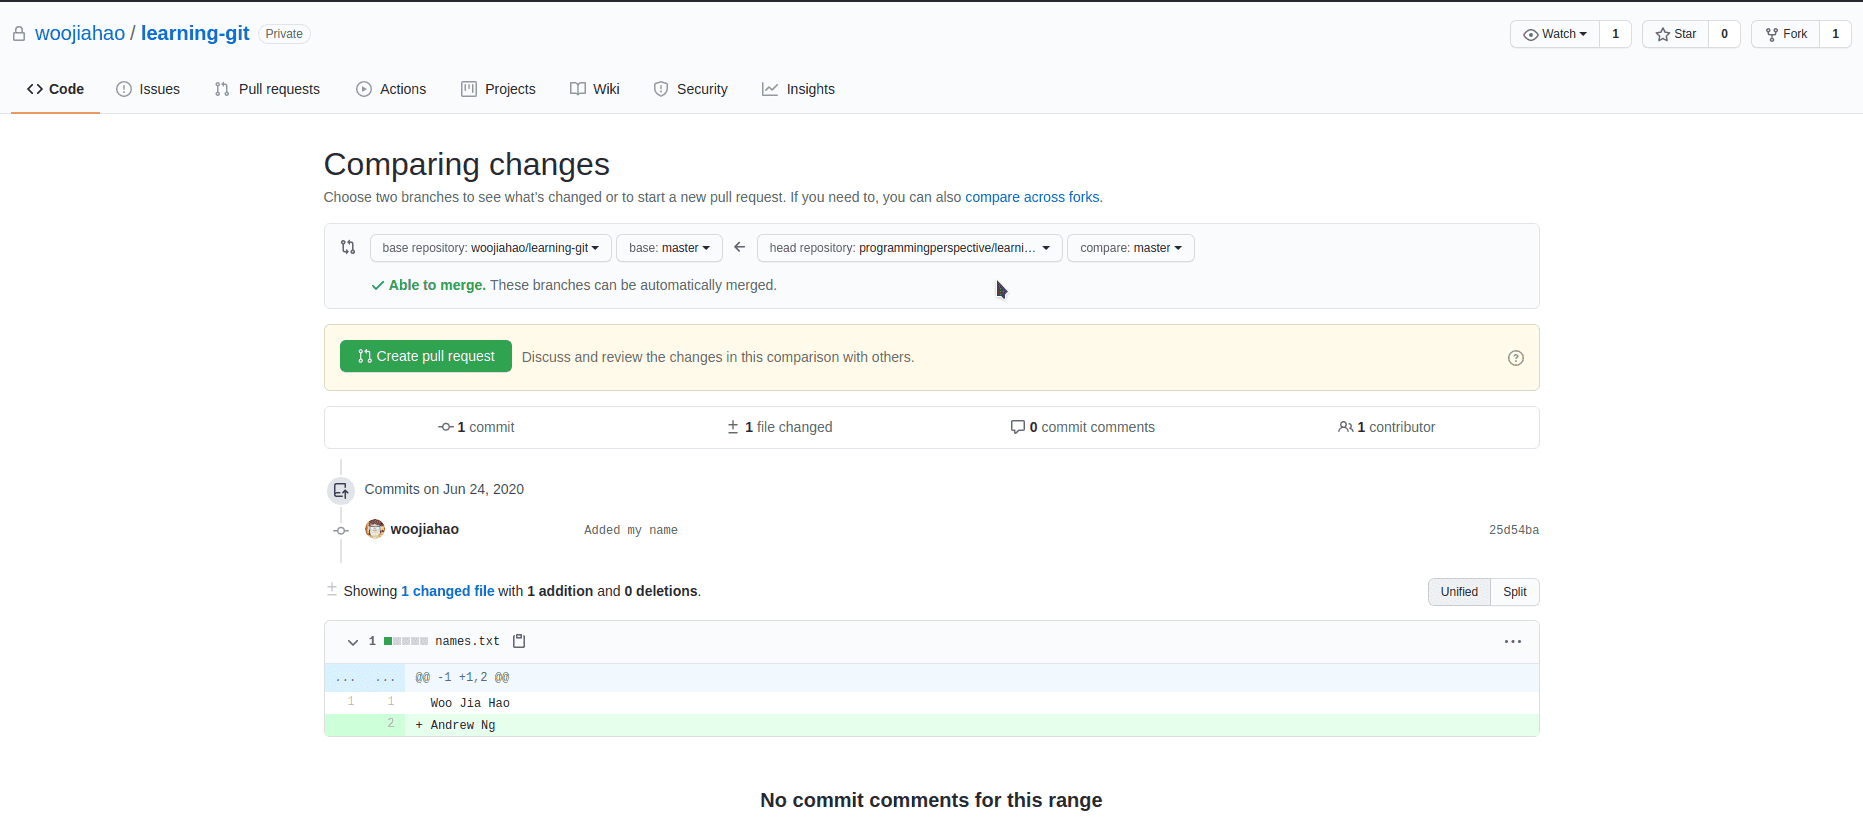 woojiahao / learning-git Private Watch 1 Star 0 Fork 1
Code Issues Pull requests Actions Projects Wiki Security Insights
Comparing changes
Choose two branches to see what's changed or to start a new pull request. If you need to, you can also compare across forks.
base repository: woojiahao/learning-git base: master ← head repository: programmingperspective/learni... compare: master
Able to merge. These branches can be automatically merged.
Create pull request Discuss and review the changes in this comparison with others.
1 commit 1 file changed 0 commit comments 1 contributor
Commits on Jun 24, 2020
woojiahao Added my name 25d54ba
Showing 1 changed file with 1 addition and 0 deletions. Unified Split
1 names.txt
... ... @@ -1 +1,2 @@
1 1 Woo Jia Hao
2 + Andrew Ng
No commit comments for this range